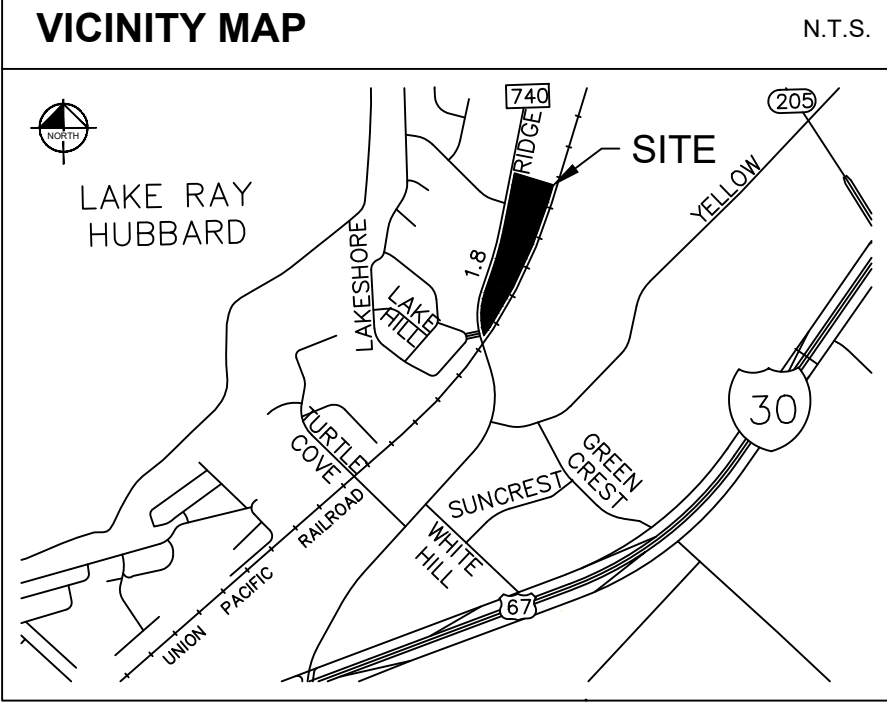 VICINITY MAP
N.T.S.
NORTH
LAKE RAY
HUBBARD
740
RIDGE
SITE
205
YELLOW
LAKESHORE
1.8
LAKE
HILL
30
TURTLE
COVE
GREEN
CREST
SUNCREST
WHITE
HILL
67
UNION PACIFIC RAILROAD